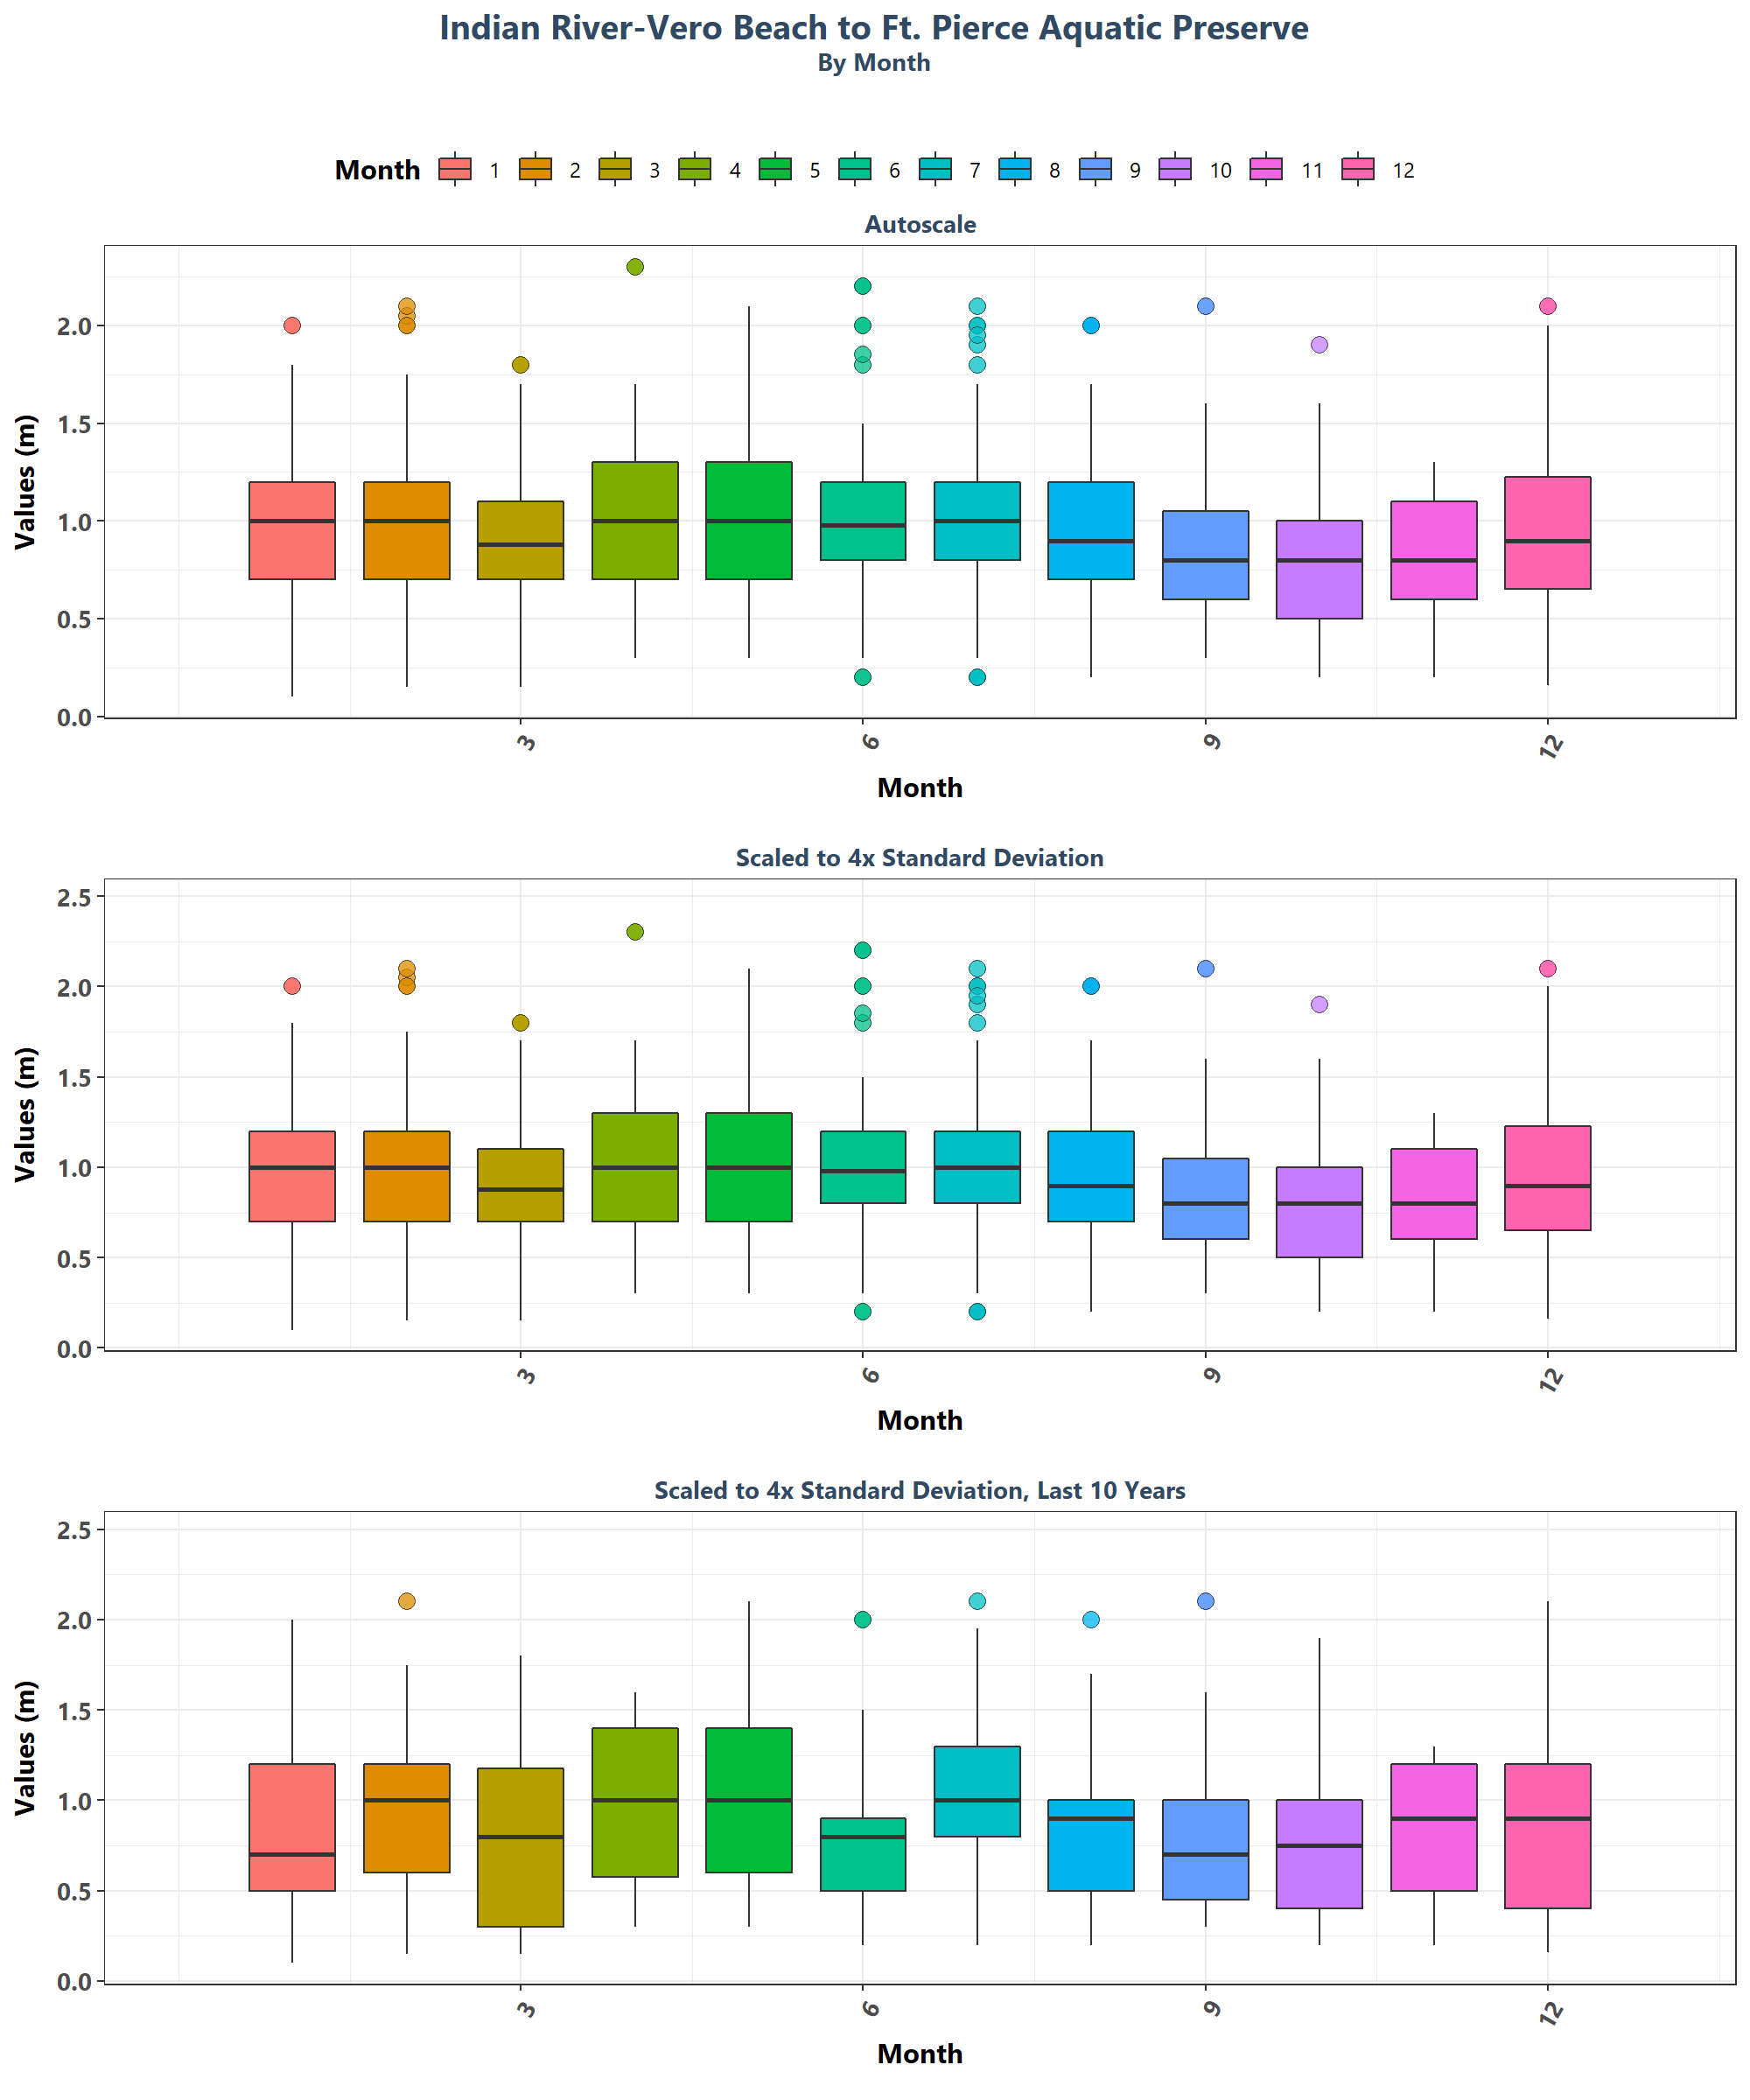 Indian River-Vero Beach to Ft. Pierce Aquatic Preserve
By Month
Month 1 2 3 4 5 6 7 8 9 10 11 12
Autoscale
Values (m)
2.0
1.5
1.0
0.5
0.0
3 6 9 12
Month
Scaled to 4x Standard Deviation
Values (m)
2.5
2.0
1.5
1.0
0.5
0.0
3 6 9 12
Month
Scaled to 4x Standard Deviation, Last 10 Years
Values (m)
2.5
2.0
1.5
1.0
0.5
0.0
3 6 9 12
Month